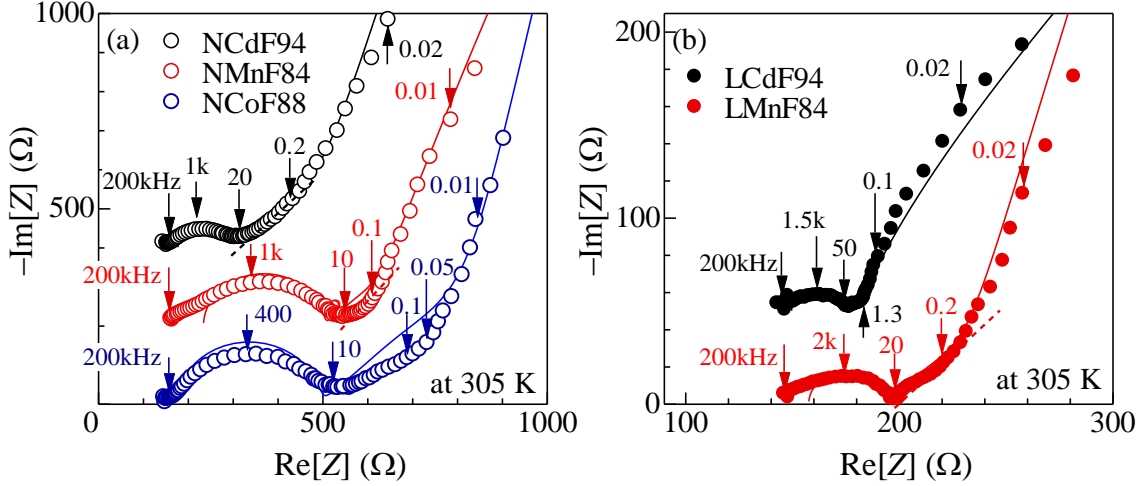 −1000
(a)
NCdF94
NMnF84
NCoF88
0.02
0.01
0.2
200kHz
1k
20
−500
200kHz
1k
10
0.1
0.01
0.05
400
200kHz
10
0.1
at 305 K
0
0
500
1000
Re[Z] (Ω)
−Im[Z] (Ω)
200
(b)
LCdF94
LMnF84
0.02
0.02
0.1
1.5k
200kHz
50
100
1.3
0.2
2k
20
200kHz
at 305 K
0
100
200
300
Re[Z] (Ω)
−Im[Z] (Ω)